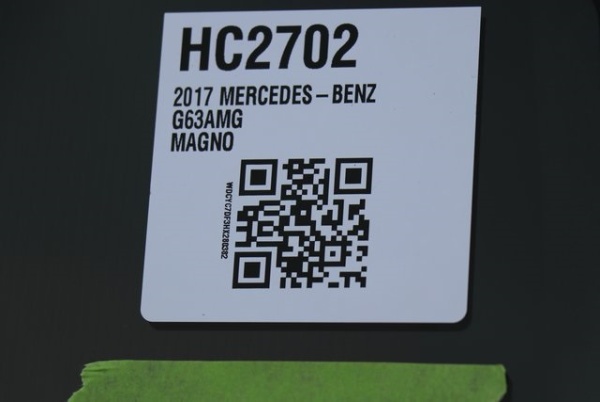 HC2702
2017 MERCEDES – BENZ
G63AMG
MAGNO